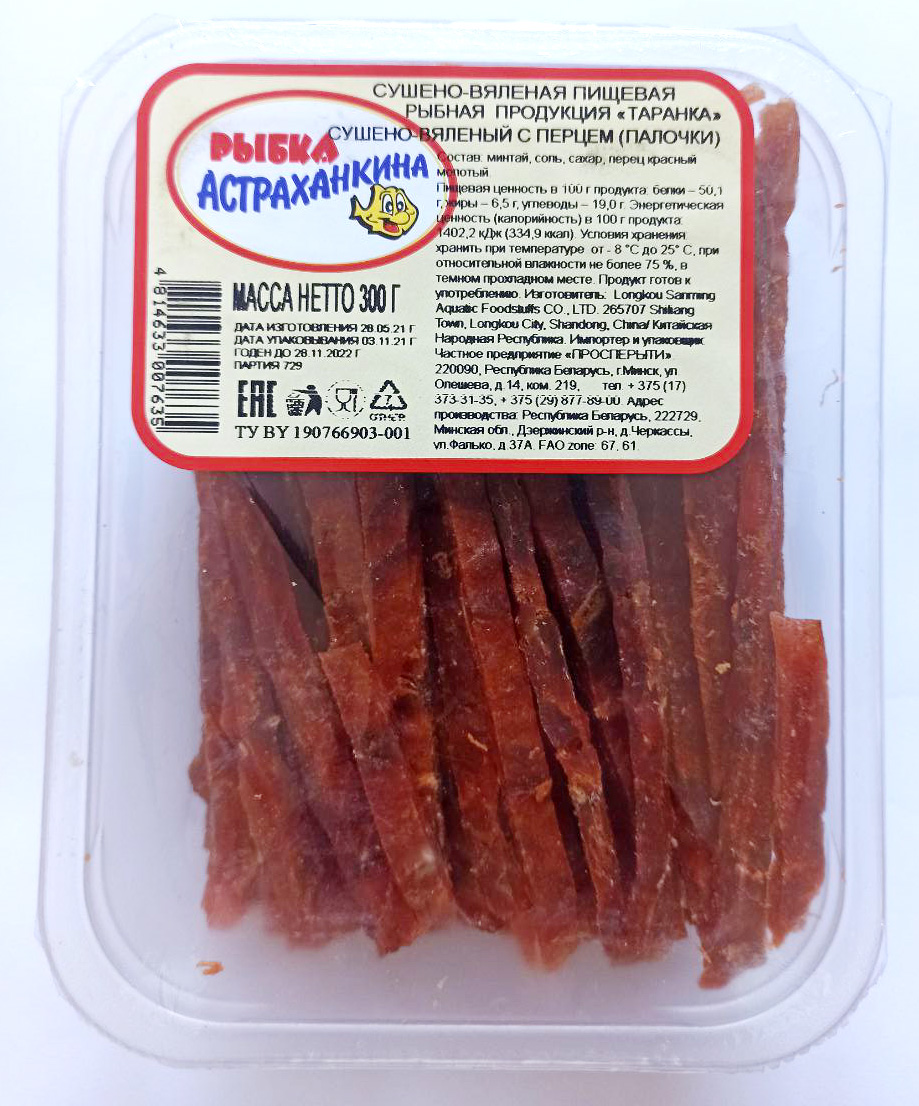 СУШЕНО-ВЯЛЕНАЯ ПИЩЕВАЯ
РЫБНАЯ ПРОДУКЦИЯ «ТАРАНКА»
СУШЕНО-ВЯЛЕНЫЙ С ПЕРЦЕМ (ПАЛОЧКИ)
РЫБКА
АСТРАХАНКИНА
Состав: минтай, соль, сахар, перец красный
молотый.
Пищевая ценность в 100 г продукта: белки – 50,1
г, жиры – 6,5 г, углеводы – 19,0 г. Энергетическая
ценность (калорийность) в 100 г продукта:
1402,2 кДж (334,9 ккал). Условия хранения:
хранить при температуре от - 8 °С до 25° С, при
относительной влажности не более 75 %, в
темном прохладном месте. Продукт готов к
употреблению. Изготовитель: Longkou Sanming
Aquatic Foodstuffs CO., LTD. 265707 Shiliang
Town, Longkou City, Shandong, China/ Китайская
Народная Республика. Импортер и упаковщик:
Частное предприятие «ПРОСПЕРЫТИ»
220090, Республика Беларусь, г.Минск, ул
Олешева, д.14, ком. 219, тел. + 375 (17)
373-31-35, + 375 (29) 877-89-00. Адрес
производства: Республика Беларусь, 222729,
Минская обл., Дзержинский р-н, д.Черкассы,
ул.Фалько, д.37А. FAO zone: 67, 61.
4 814633 007635
МАССА НЕТТО 300 Г
ДАТА ИЗГОТОВЛЕНИЯ 28.05.21 Г
ДАТА УПАКОВЫВАНИЯ 03.11.21 Г
ГОДЕН ДО 28.11.2022 Г
ПАРТИЯ 729
ЕАС
7
ТУ BY 190766903-001